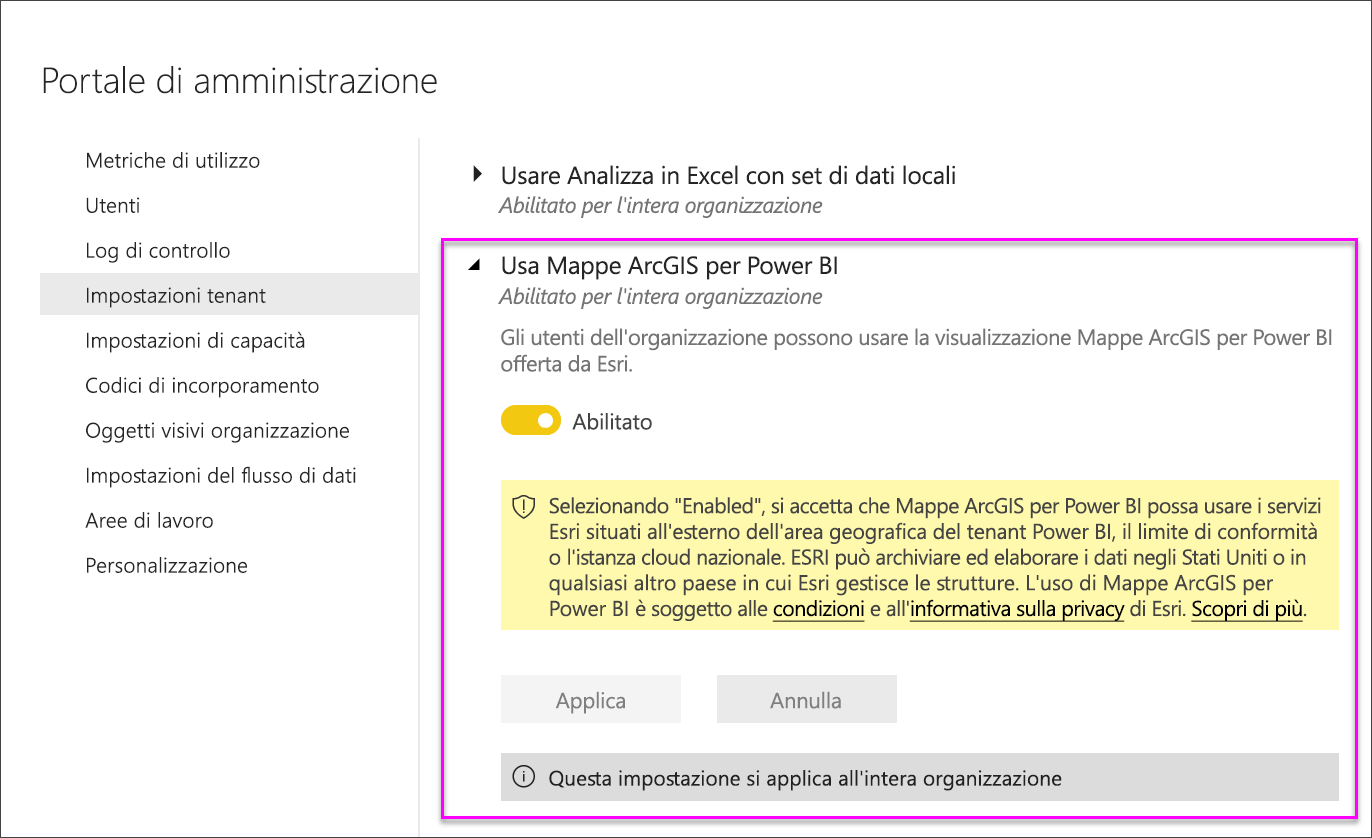 Portale di amministrazione
Metriche di utilizzo
Utenti
Log di controllo
Impostazioni tenant
Impostazioni di capacità
Codici di incorporamento
Oggetti visivi organizzazione
Impostazioni del flusso di dati
Aree di lavoro
Personalizzazione
Usare Analizza in Excel con set di dati locali
Abilitato per l'intera organizzazione
Usa Mappe ArcGIS per Power BI
Abilitato per l'intera organizzazione
Gli utenti dell'organizzazione possono usare la visualizzazione Mappe ArcGIS per Power BI
offerta da Esri.
Abilitato
Selezionando "Enabled", si accetta che Mappe ArcGIS per Power BI possa usare i servizi
Esri situati all'esterno dell'area geografica del tenant Power BI, il limite di conformità
o l'istanza cloud nazionale. ESRI può archiviare ed elaborare i dati negli Stati Uniti o in
qualsiasi altro paese in cui Esri gestisce le strutture. L'uso di Mappe ArcGIS per
Power BI è soggetto alle condizioni e all'informativa sulla privacy di Esri. Scopri di più.
Applica
Annulla
Questa impostazione si applica all'intera organizzazione